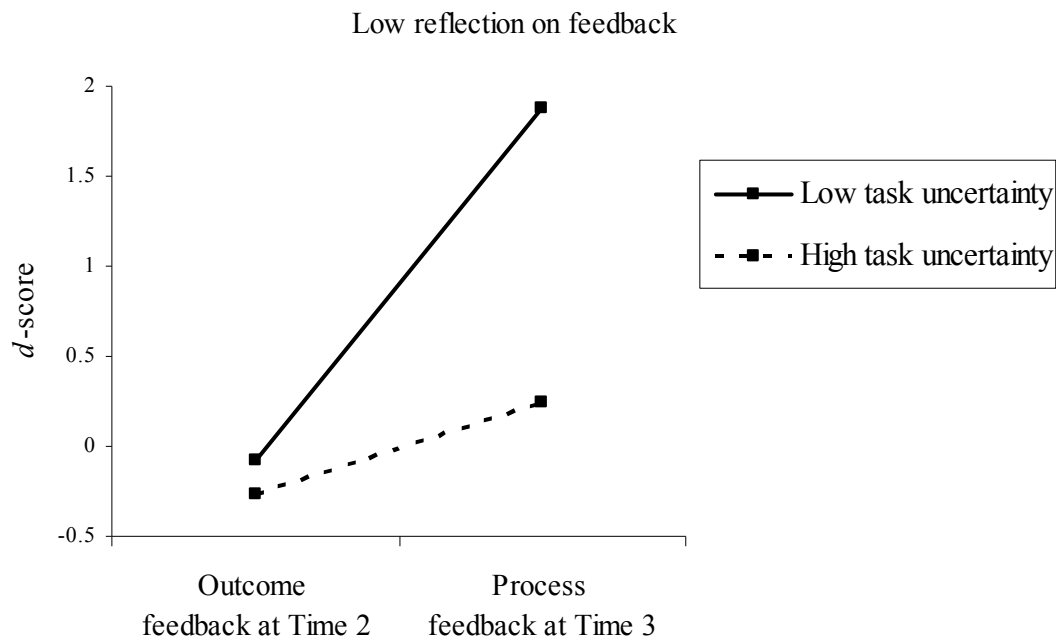 Low reflection on feedback
2
1.5
1
0.5
0
-0.5
d-score
Low task uncertainty
High task uncertainty
Outcome
feedback at Time 2
Process
feedback at Time 3